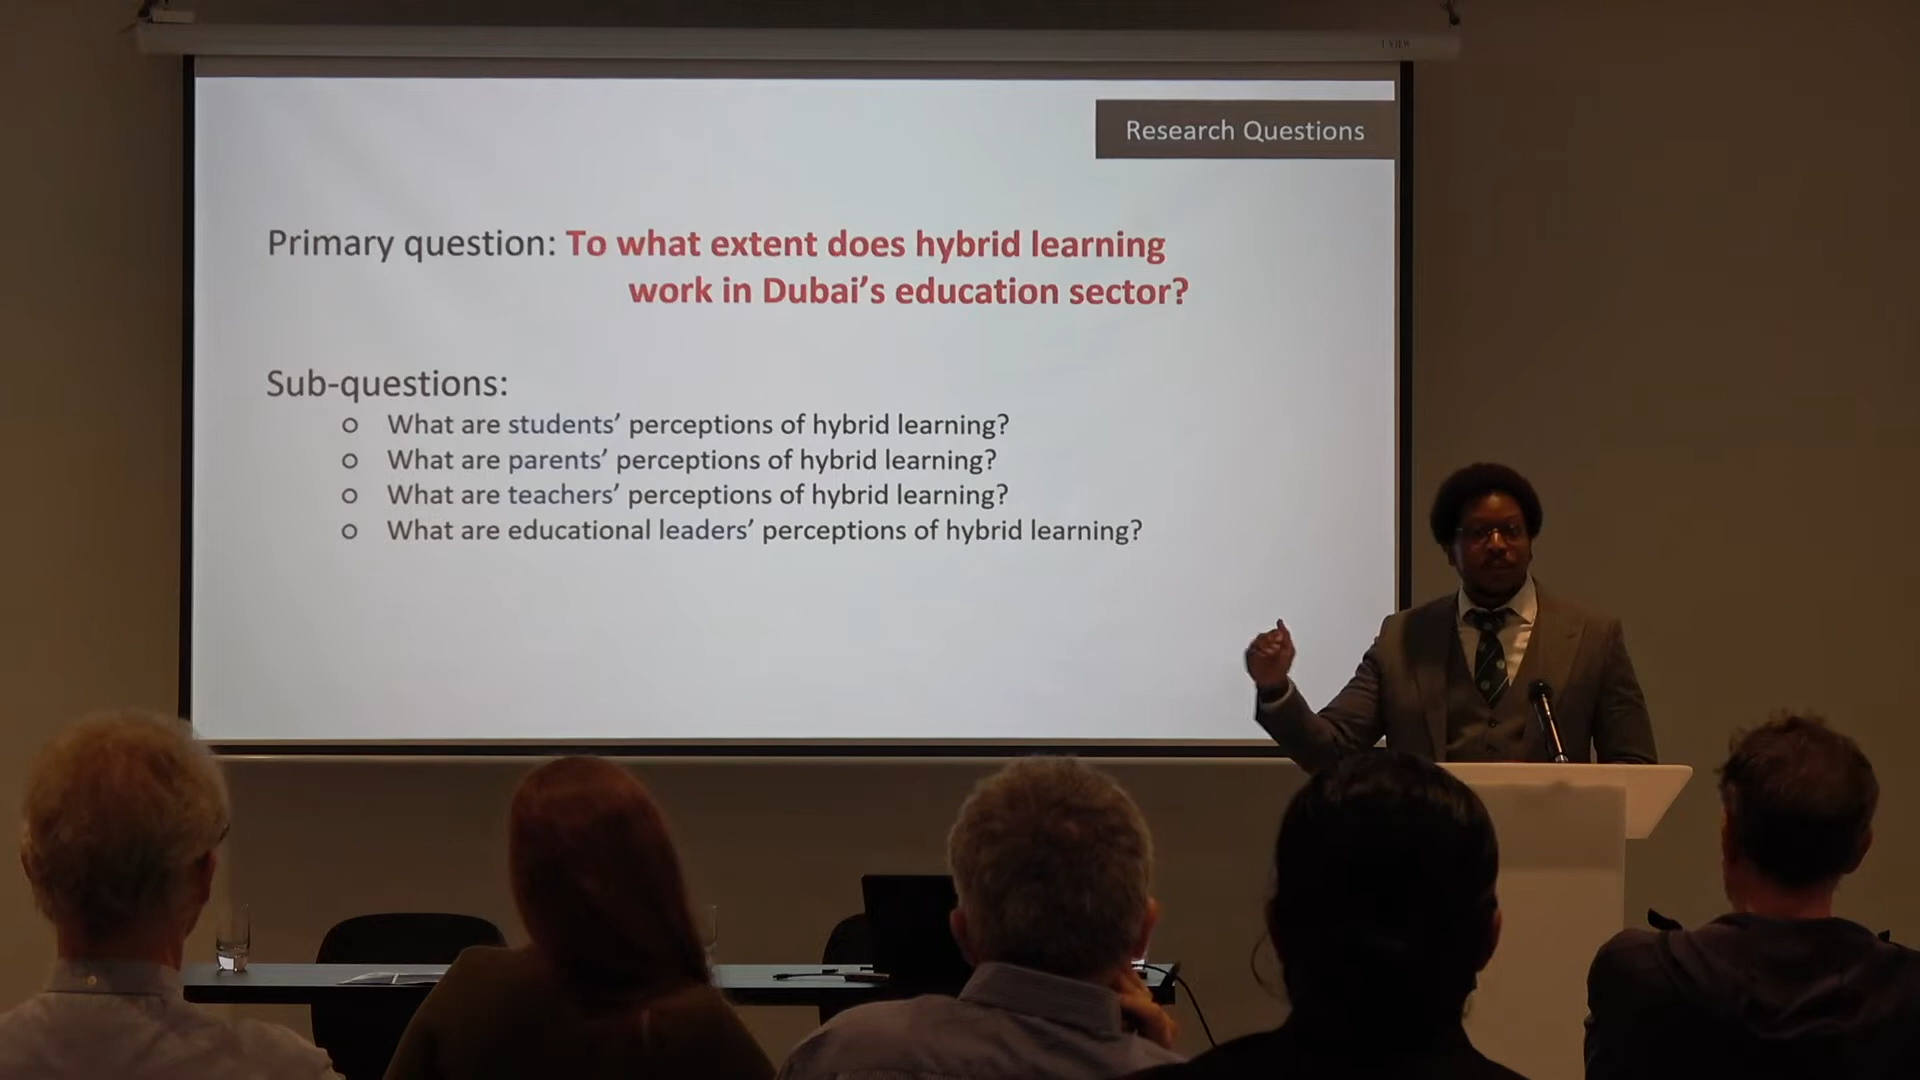 Research Questions
Primary question: To what extent does hybrid learning
work in Dubai’s education sector?
Sub-questions:
o What are students’ perceptions of hybrid learning?
o What are parents’ perceptions of hybrid learning?
o What are teachers’ perceptions of hybrid learning?
o What are educational leaders’ perceptions of hybrid learning?